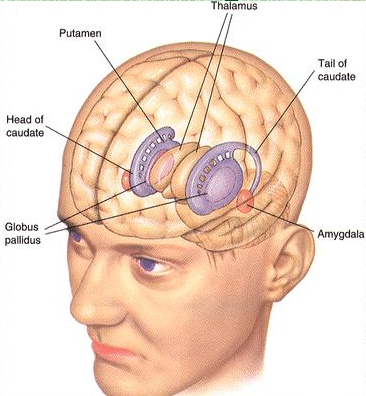 Thalamus
Putamen
Tail of
caudate
Head of
caudate
Globus
pallidus
Amygdala